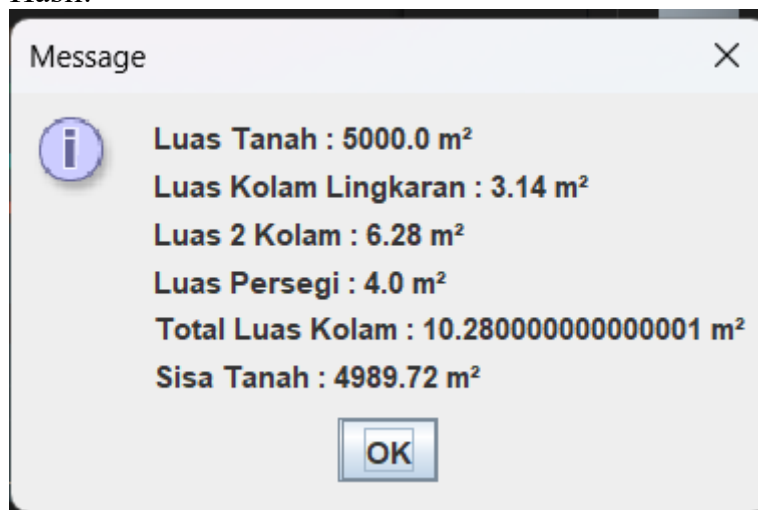 Message
Luas Tanah : 5000.0 m²
Luas Kolam Lingkaran : 3.14 m²
Luas 2 Kolam : 6.28 m²
Luas Persegi : 4.0 m²
Total Luas Kolam : 10.280000000000001 m²
Sisa Tanah : 4989.72 m²
OK